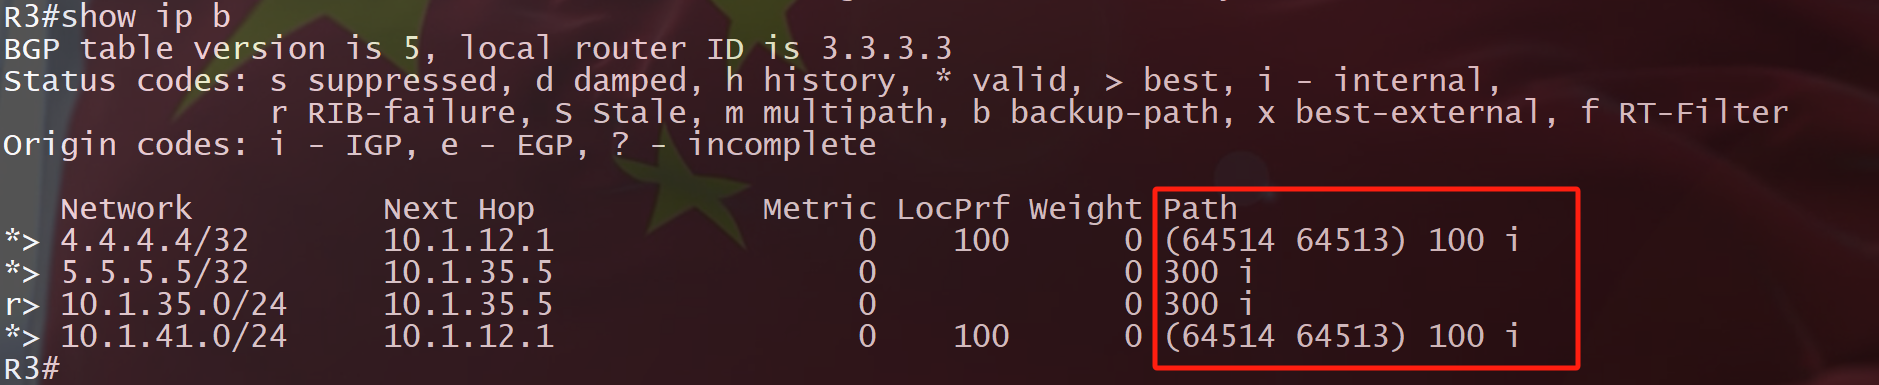 R3#show ip b
BGP table version is 5, local router ID is 3.3.3.3
Status codes: s suppressed, d damped, h history, * valid, > best, i - internal,
              r RIB-failure, S Stale, m multipath, b backup-path, x best-external, f RT-Filter
Origin codes: i - IGP, e - EGP, ? - incomplete

   Network          Next Hop            Metric LocPrf Weight Path
*> 4.4.4.4/32       10.1.12.1                0    100      0 (64514 64513) 100 i
*> 5.5.5.5/32       10.1.35.5                0             0 300 i
r> 10.1.35.0/24     10.1.35.5                0             0 300 i
*> 10.1.41.0/24     10.1.12.1                0    100      0 (64514 64513) 100 i
R3#